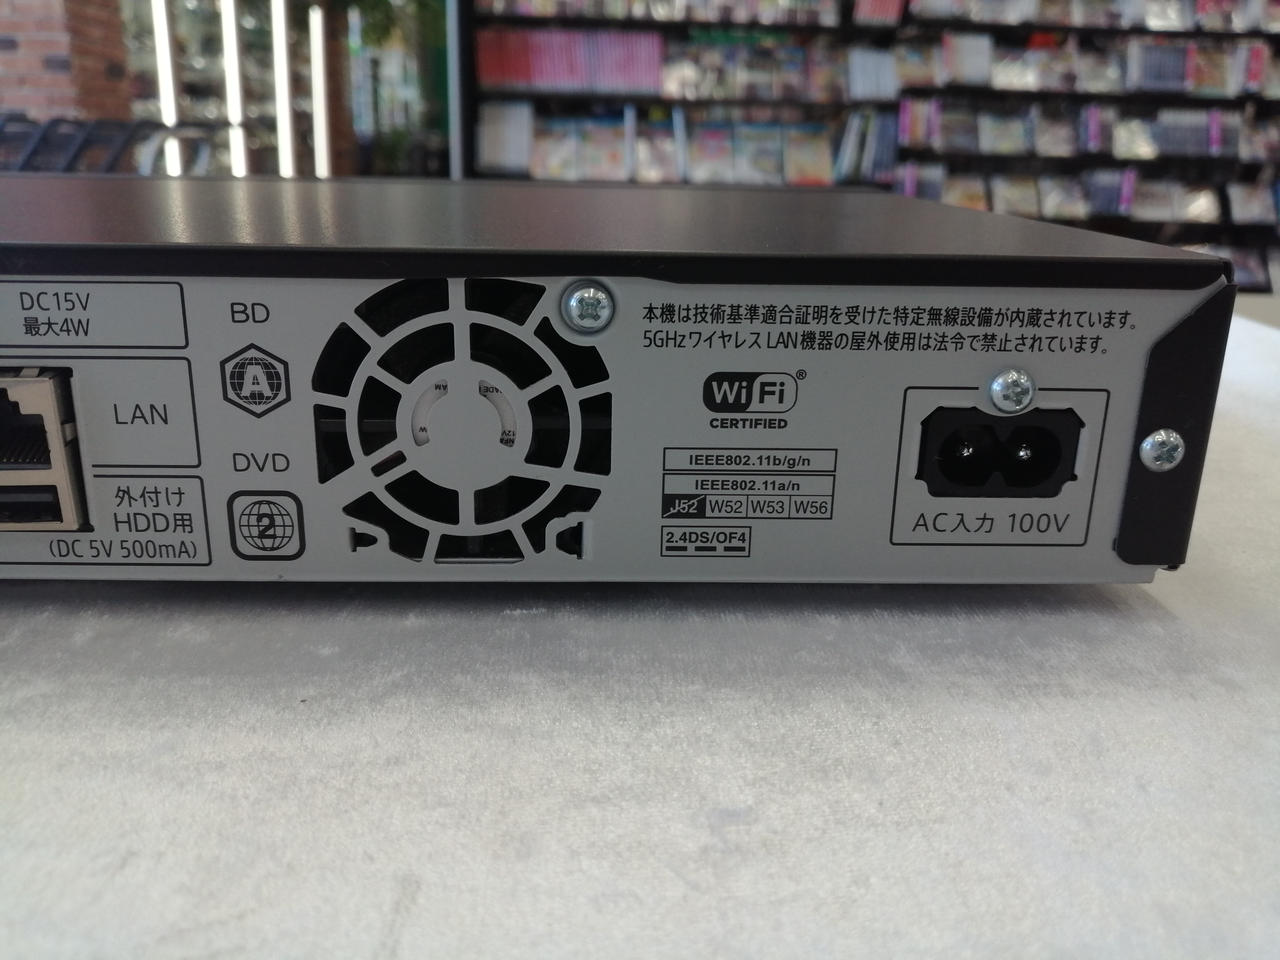 DC15V
最大4W
LAN
外付け
HDD用
(DC 5V 500mA)
BD
A
DVD
2
本機は技術基準適合証明を受けた特定無線設備が内蔵されています。
5GHzワイヤレスLAN機器の屋外使用は法令で禁止されています。
Wi Fi®
CERTIFIED
IEEE802.11b/g/n
IEEE802.11a/n
J52 W52 W53 W56
2.4DS/OF4
AC入力 100V